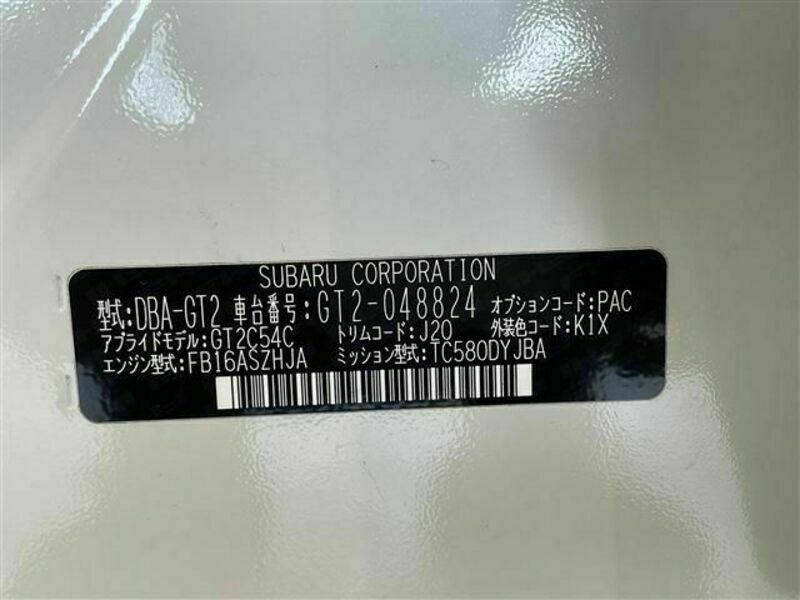 SUBARU CORPORATION
型式:DBA-GT2 車台番号:GT2-048824 オプションコード:PAC
アプライドモデル:GT2C54C トリムコード:J20 外装色コード:K1X
エンジン型式:FB16ASZHJA ミッション型式:TC580DYJBA